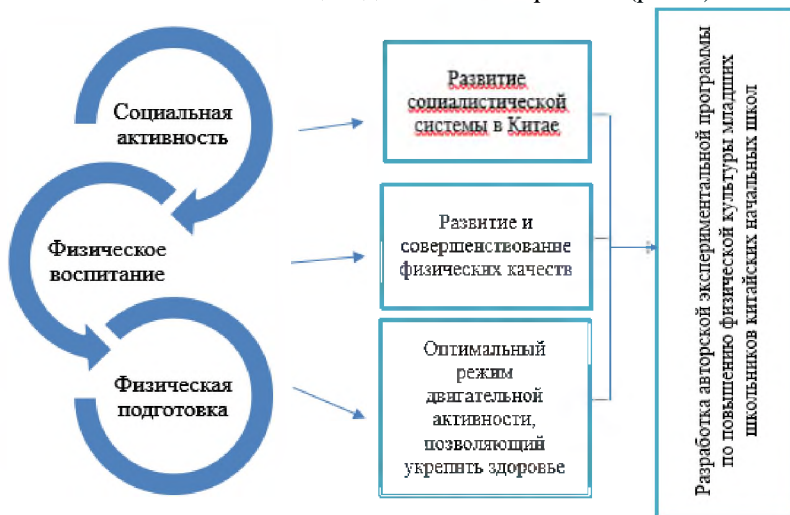 Социальная
активность
Развитие
социалистической
системы в Китае
Физическое
воспитание
Развитие и
совершенствование
физических качеств
Физическая
подготовка
Оптимальный
режим
двигательной
активности,
позволяющий
укрепить здоровье
Разработка авторской экспериментальной программы
по повышению физической культуры младших
школьников китайских начальных школ